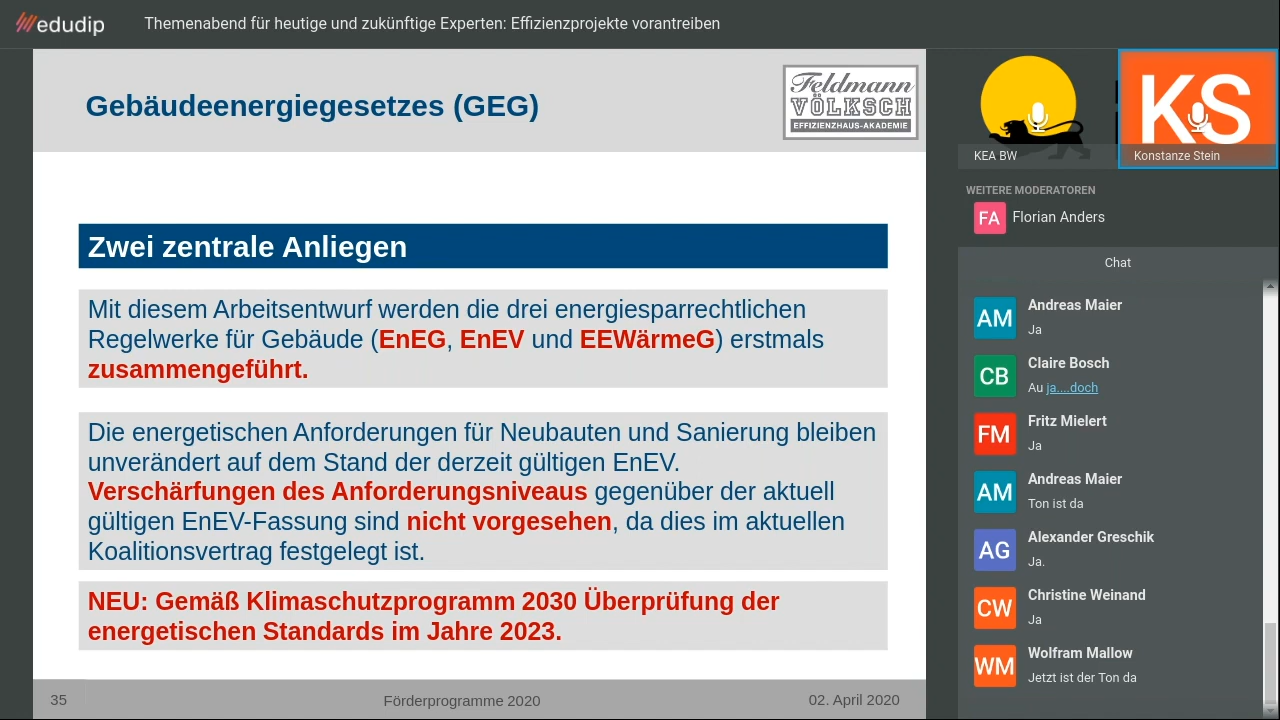 edudip
Themenabend für heutige und zukünftige Experten: Effizienzprojekte vorantreiben
Gebäudeenergiegesetzes (GEG)
Feldmann
VÖLKSCH
EFFIZIENZHAUS-AKADEMIE
Zwei zentrale Anliegen
Mit diesem Arbeitsentwurf werden die drei energiesparrechtlichen
Regelwerke für Gebäude (EnEG, EnEV und EEWärmeG) erstmals
zusammengeführt.
Die energetischen Anforderungen für Neubauten und Sanierung bleiben
unverändert auf dem Stand der derzeit gültigen EnEV.
Verschärfungen des Anforderungsniveaus gegenüber der aktuell
gültigen EnEV-Fassung sind nicht vorgesehen, da dies im aktuellen
Koalitionsvertrag festgelegt ist.
NEU: Gemäß Klimaschutzprogramm 2030 Überprüfung der
energetischen Standards im Jahre 2023.
35
Förderprogramme 2020
02. April 2020
KEA BW
KS
Konstanze Stein
WEITERE MODERATOREN
FA
Florian Anders
Chat
AM
Andreas Maier
Ja
CB
Claire Bosch
Au ja....doch
FM
Fritz Mielert
Ja
AM
Andreas Maier
Ton ist da
AG
Alexander Greschik
Ja.
CW
Christine Weinand
Ja
WM
Wolfram Mallow
Jetzt ist der Ton da